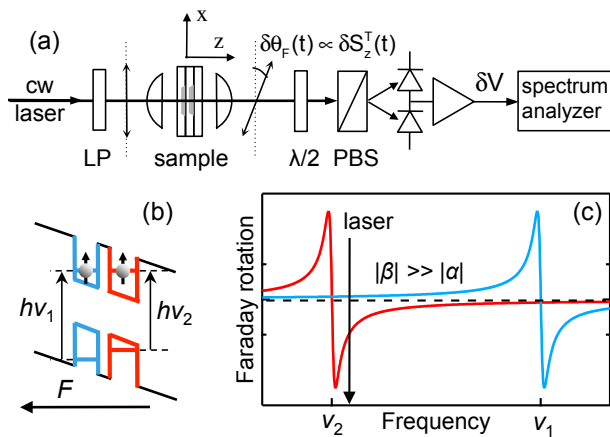 (a)
x
z
δθF(t) ∝ δSzT(t)
cw
laser
LP
sample
λ/2
PBS
δV
spectrum
analyzer
(b)
hν1
hν2
F
(c)
laser
|β| >> |α|
Faraday rotation
ν2
Frequency
ν1